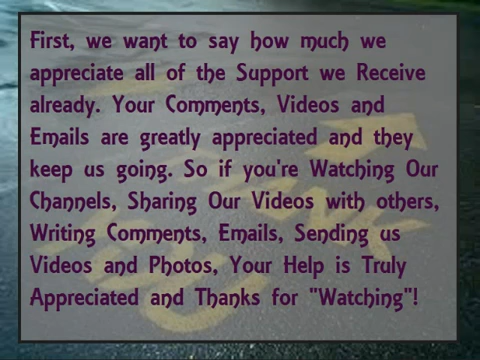 First, we want to say how much we
appreciate all of the Support we Receive
already. Your Comments, Videos and
Emails are greatly appreciated and they
keep us going. So if you're Watching Our
Channels, Sharing Our Videos with others,
Writing Comments, Emails, Sending us
Videos and Photos, Your Help is Truly
Appreciated and Thanks for "Watching"!
THANK
YOU